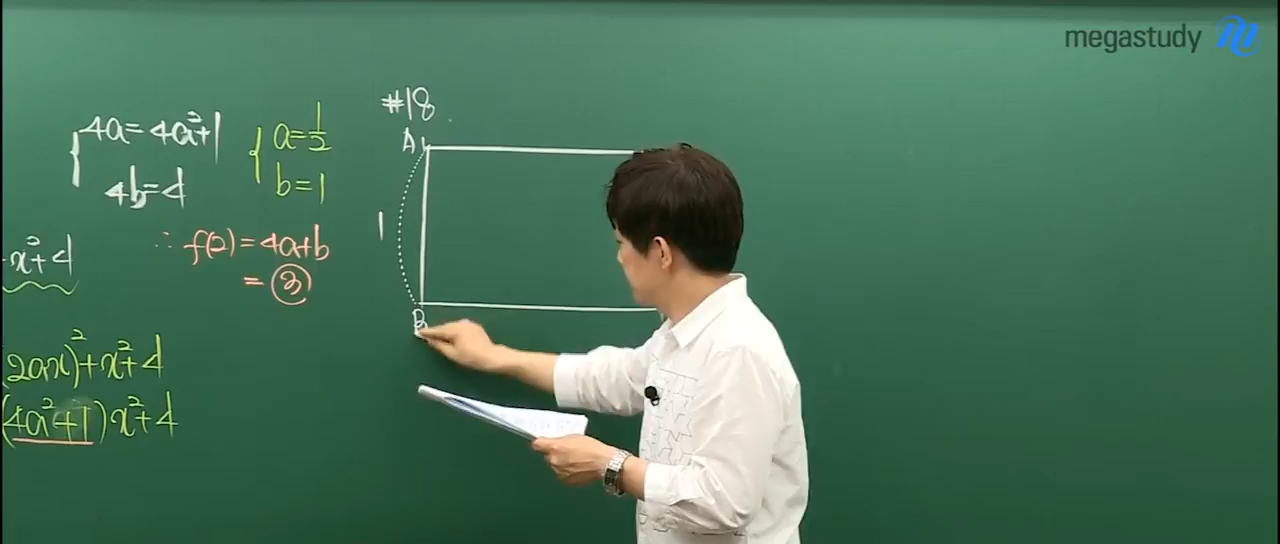 megastudy
4a=4a²+1
4b=4
a=1/2
b=1
x²+4
∴ f(2)=4a+b
= ③
(2ax)²+x²+4
(4a²+1)x²+4
#18.
A
1
B